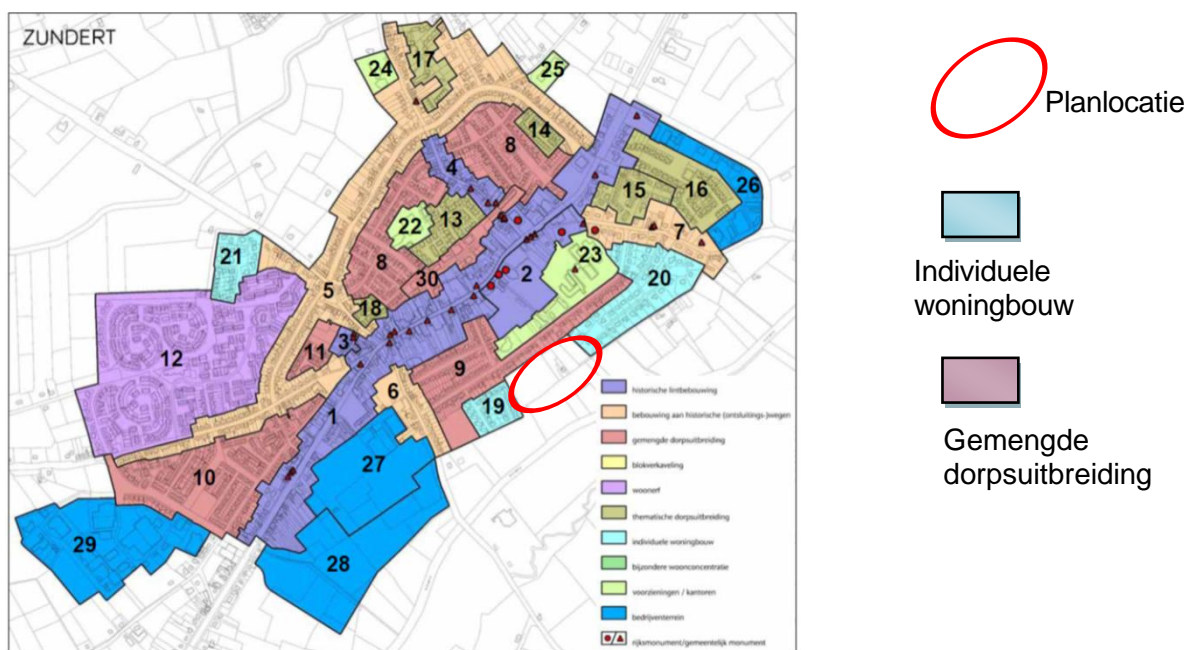 ZUNDERT
17
24
25
14
8
4
26
16
15
13
22
7
23
21
8
20
2
30
5
18
3
11
12
9
6
19
1
10
27
29
28
historische lintbebouwing
bebouwing aan historische (ontsluitings-)wegen
gemengde dorpsuitbreiding
blokverkaveling
woonerf
thematische dorpsuitbreiding
individuele woningbouw
bijzondere woonconcentratie
voorzieningen / kantoren
bedrijventerrein
rijksmonument/gemeentelijk monument
Planlocatie
Individuele
woningbouw
Gemengde
dorpsuitbreiding